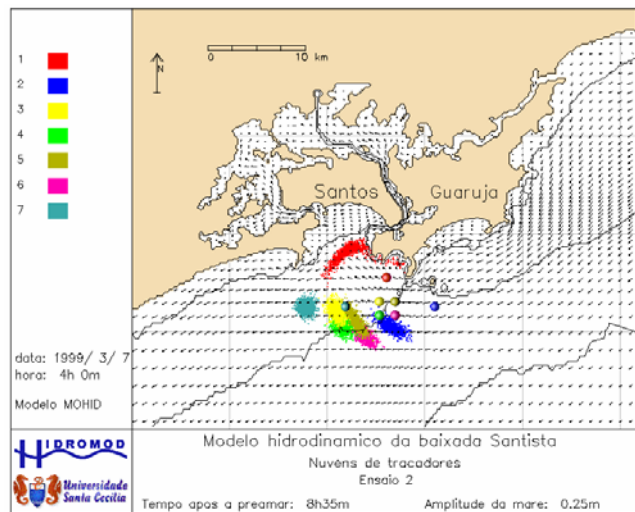 1
2
3
4
5
6
7
0 10
km
N
Santos
Guaruja
data: 1999/ 3/ 7
hora: 4h 0m
Modelo MOHID
HIDROMOD
Universidade
Santa Cecília
Modelo hidrodinamico da baixada Santista
Nuvens de tracadores
Ensaio 2
Tempo apos a preamar: 8h35m Amplitude da mare: 0.25m